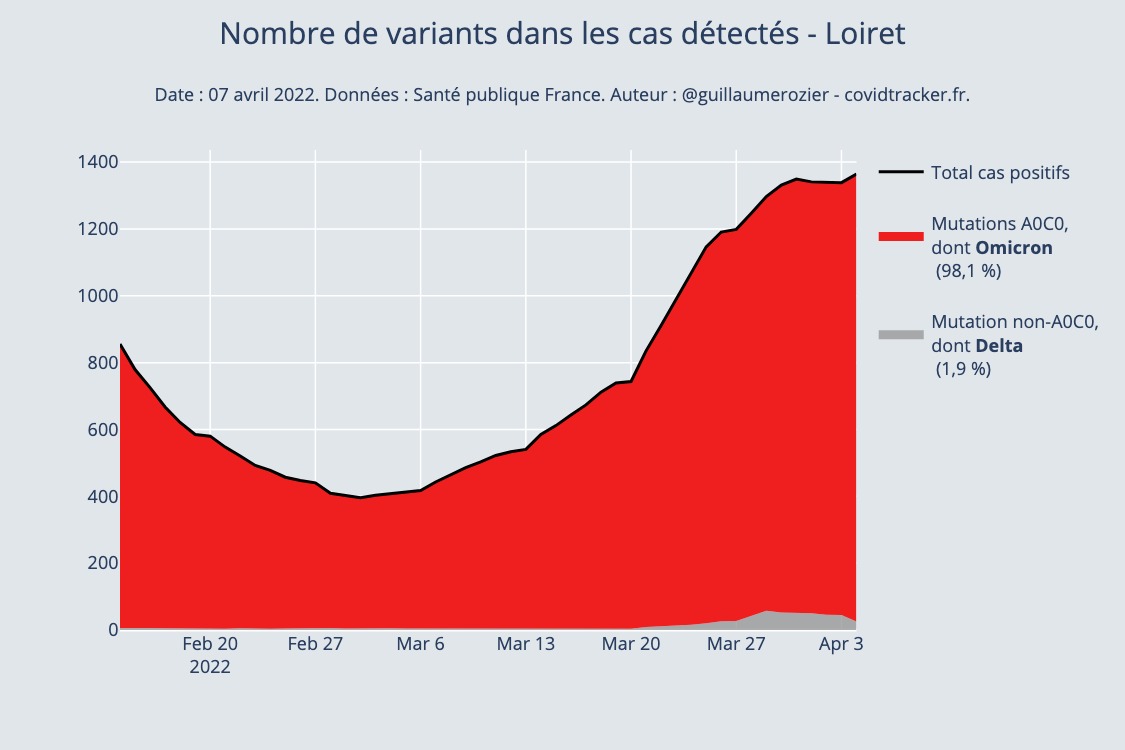 Nombre de variants dans les cas détectés - Loiret
Date : 07 avril 2022. Données : Santé publique France. Auteur : @guillaumerozier - covidtracker.fr.
1400
1200
1000
800
600
400
200
0
Feb 20
2022
Feb 27
Mar 6
Mar 13
Mar 20
Mar 27
Apr 3
Total cas positifs
Mutations A0C0,
dont Omicron
(98,1 %)
Mutation non-A0C0,
dont Delta
(1,9 %)